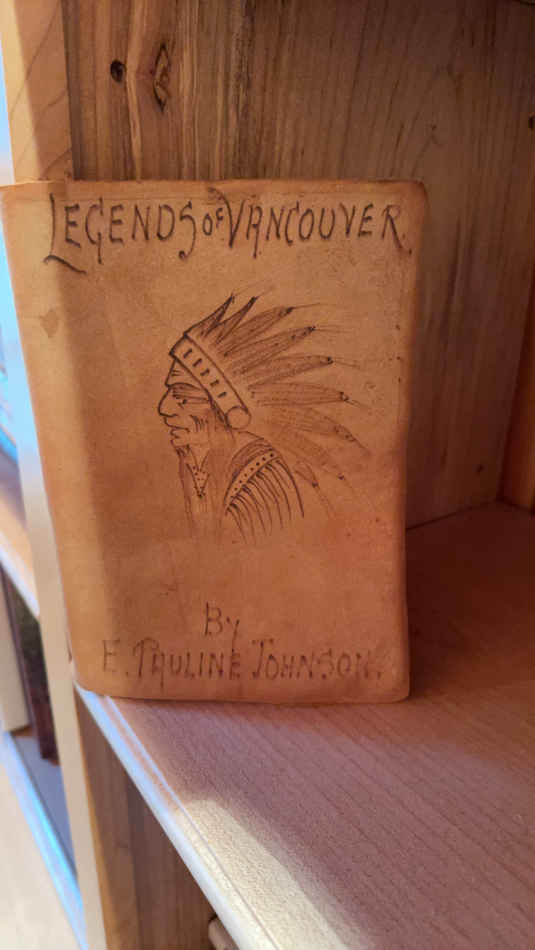 LEGENDS OF VANCOUVER.
By
E. PAULINE JOHNSON.